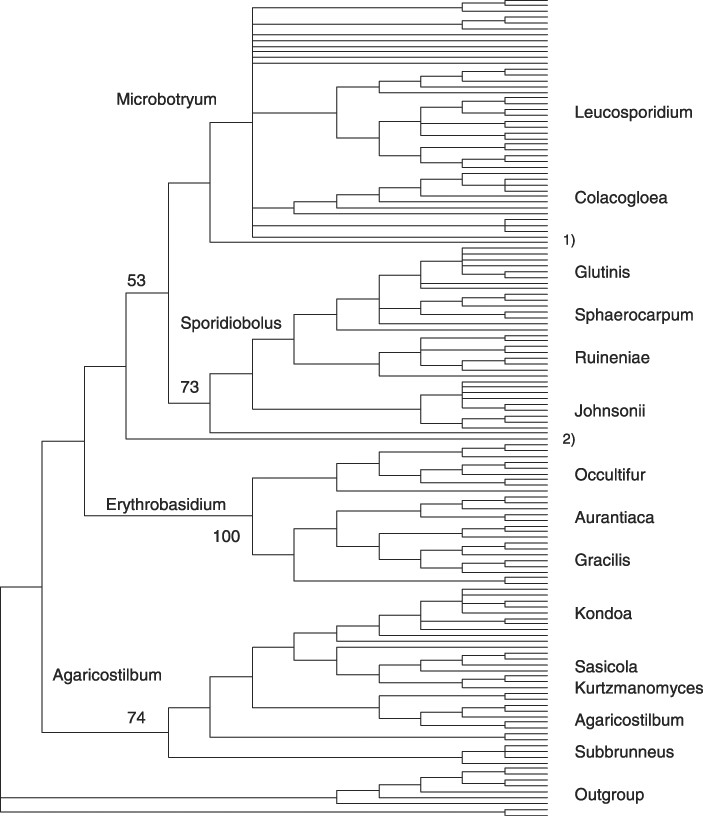 Microbotryum
Leucosporidium
Colacogloea
1)
Glutinis
53
Sphaerocarpum
Sporidiobolus
Ruineniae
73
Johnsonii
2)
Occultifur
Erythrobasidium
Aurantiaca
100
Gracilis
Kondoa
Sasicola
Agaricostilbum
Kurtzmanomyces
74
Agaricostilbum
Subbrunneus
Outgroup